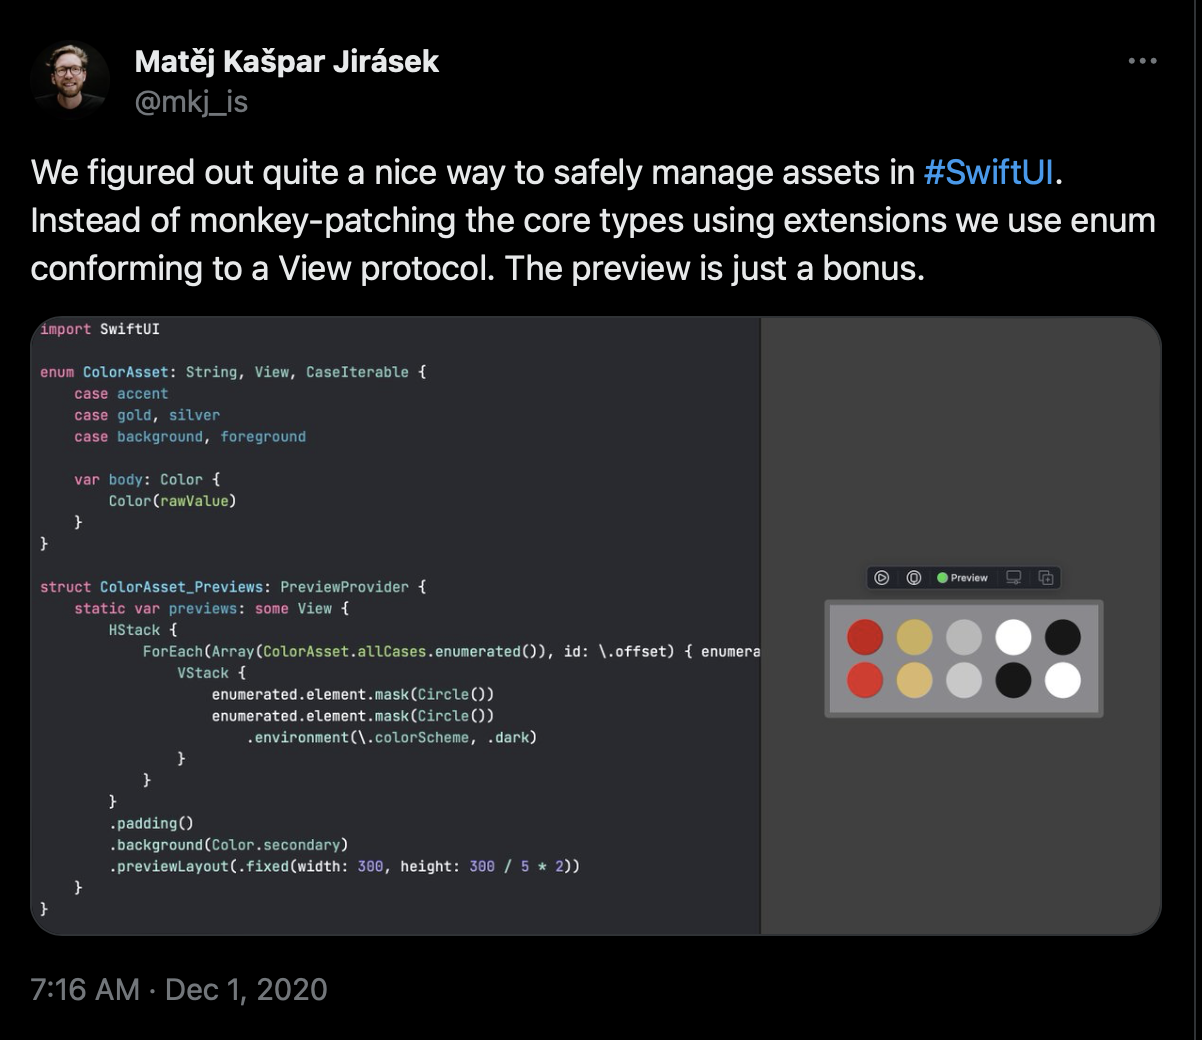 Matěj Kašpar Jirásek
@mkj_is
We figured out quite a nice way to safely manage assets in #SwiftUI.
Instead of monkey-patching the core types using extensions we use enum
conforming to a View protocol. The preview is just a bonus.
import SwiftUI
enum ColorAsset: String, View, CaseIterable {
    case accent
    case gold, silver
    case background, foreground
    var body: Color {
        Color(rawValue)
    }
}
struct ColorAsset_Previews: PreviewProvider {
    static var previews: some View {
        HStack {
            ForEach(Array(ColorAsset.allCases.enumerated()), id: \.offset) { enumera
                VStack {
                    enumerated.element.mask(Circle())
                    enumerated.element.mask(Circle())
                        .environment(\.colorScheme, .dark)
                }
            }
        }
        .padding()
        .background(Color.secondary)
        .previewLayout(.fixed(width: 300, height: 300 / 5 * 2))
    }
}
Preview
7:16 AM · Dec 1, 2020